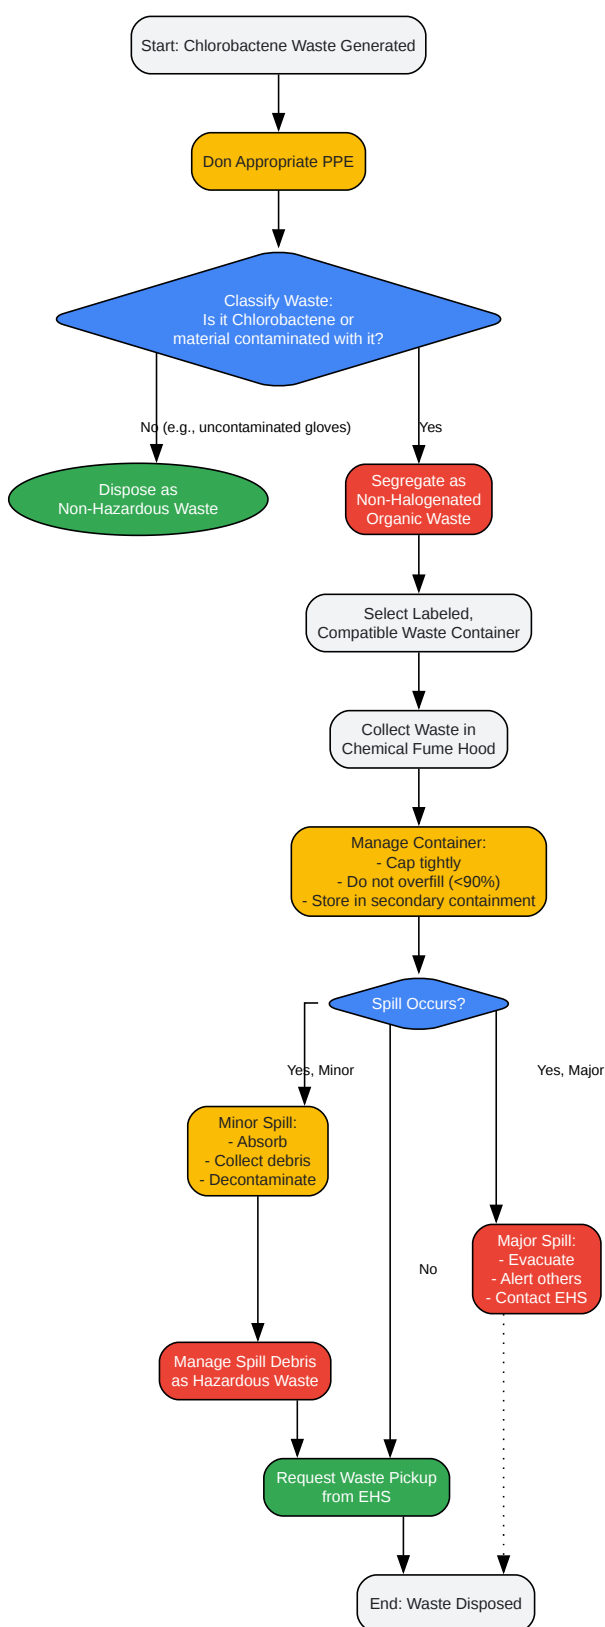 Start: Chlorobactene Waste Generated
Don Appropriate PPE
Classify Waste:
Is it Chlorobactene or
material contaminated with it?
No (e.g., uncontaminated gloves)
Yes
Dispose as
Non-Hazardous Waste
Segregate as
Non-Halogenated
Organic Waste
Select Labeled,
Compatible Waste Container
Collect Waste in
Chemical Fume Hood
Manage Container:
- Cap tightly
- Do not overfill (<90%)
- Store in secondary containment
Spill Occurs?
Yes, Minor
Yes, Major
Minor Spill:
- Absorb
- Collect debris
- Decontaminate
No
Major Spill:
- Evacuate
- Alert others
- Contact EHS
Manage Spill Debris
as Hazardous Waste
Request Waste Pickup
from EHS
End: Waste Disposed